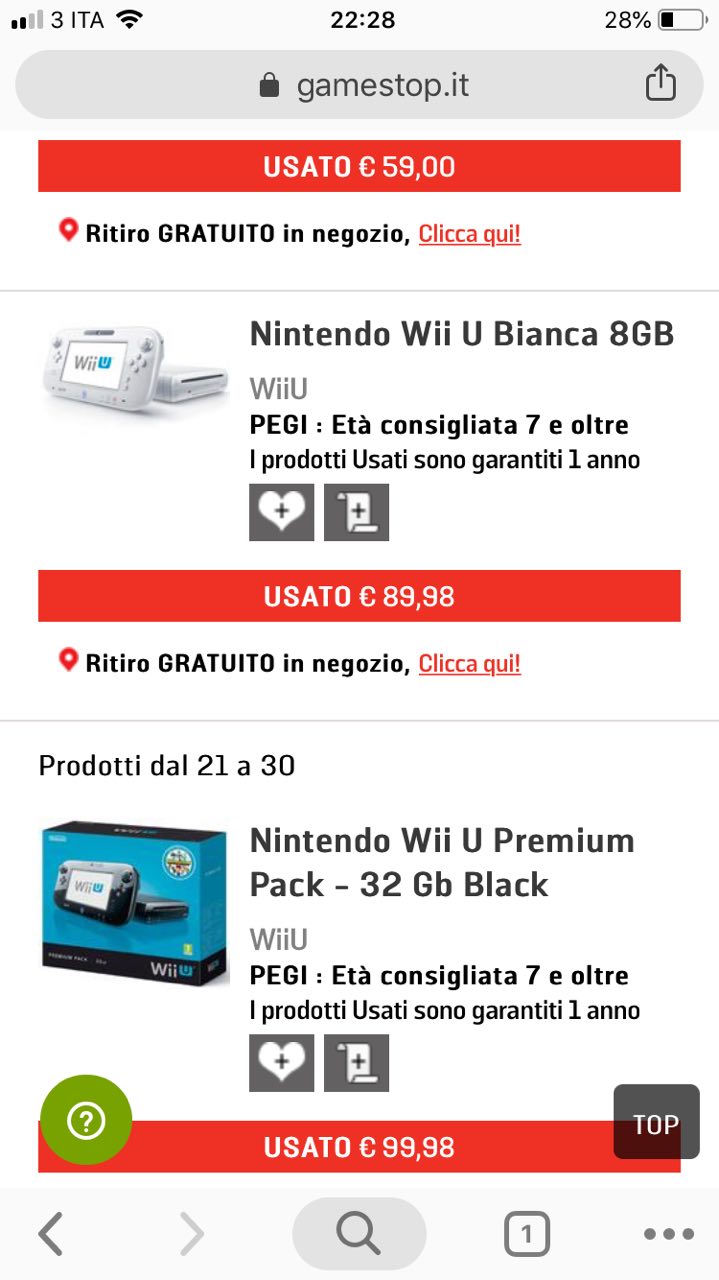 3 ITA 22:28 28%
gamestop.it
USATO € 59,00
Ritiro GRATUITO in negozio, Clicca qui!
Nintendo Wii U Bianca 8GB
WiiU
WiiU
PEGI : Età consigliata 7 e oltre
I prodotti Usati sono garantiti 1 anno
USATO € 89,98
Ritiro GRATUITO in negozio, Clicca qui!
Prodotti dal 21 a 30
Nintendo Wii U Premium
Pack - 32 Gb Black
WiiU
WiiU
PREMIUM PACK
WiiU
PEGI : Età consigliata 7 e oltre
I prodotti Usati sono garantiti 1 anno
TOP
USATO € 99,98
1